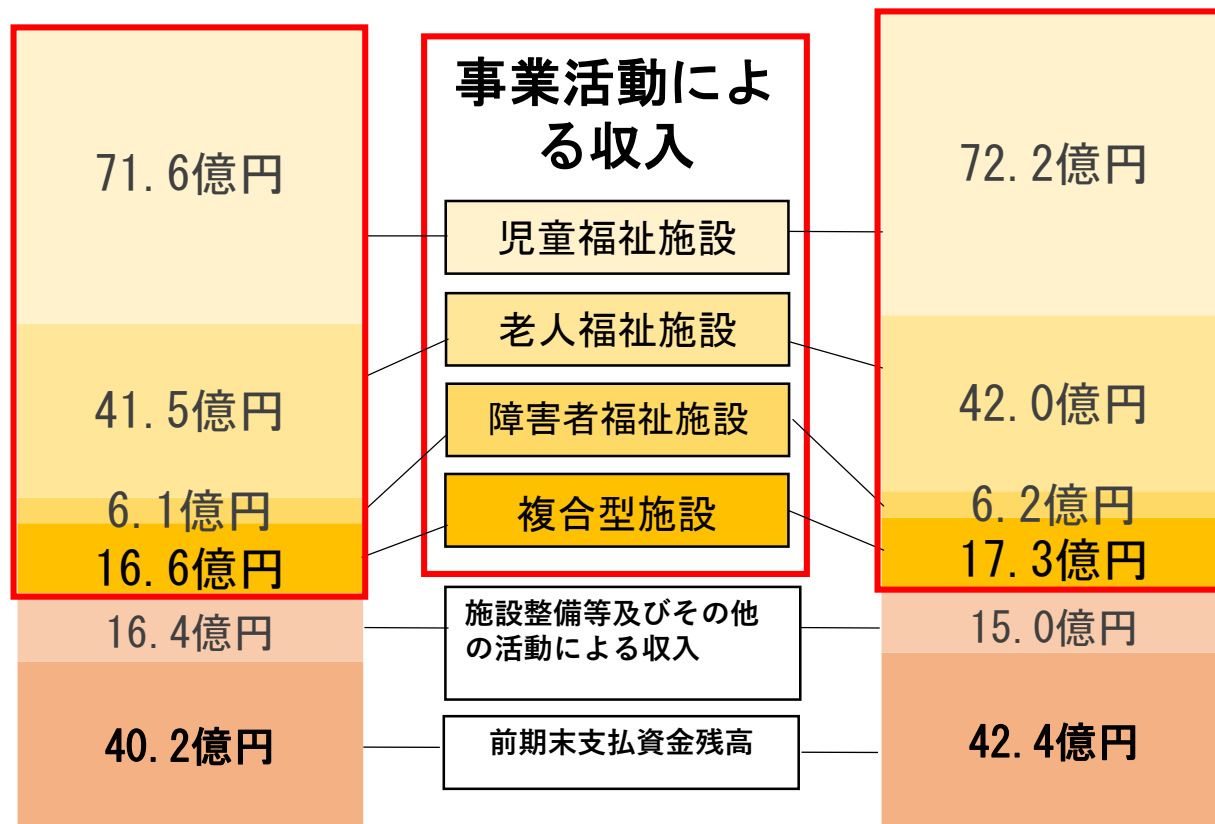 事業活動によ
る収入
71.6億円
72.2億円
児童福祉施設
老人福祉施設
41.5億円
42.0億円
障害者福祉施設
6.1億円
6.2億円
複合型施設
16.6億円
17.3億円
施設整備等及びその他
の活動による収入
16.4億円
15.0億円
前期末支払資金残高
40.2億円
42.4億円